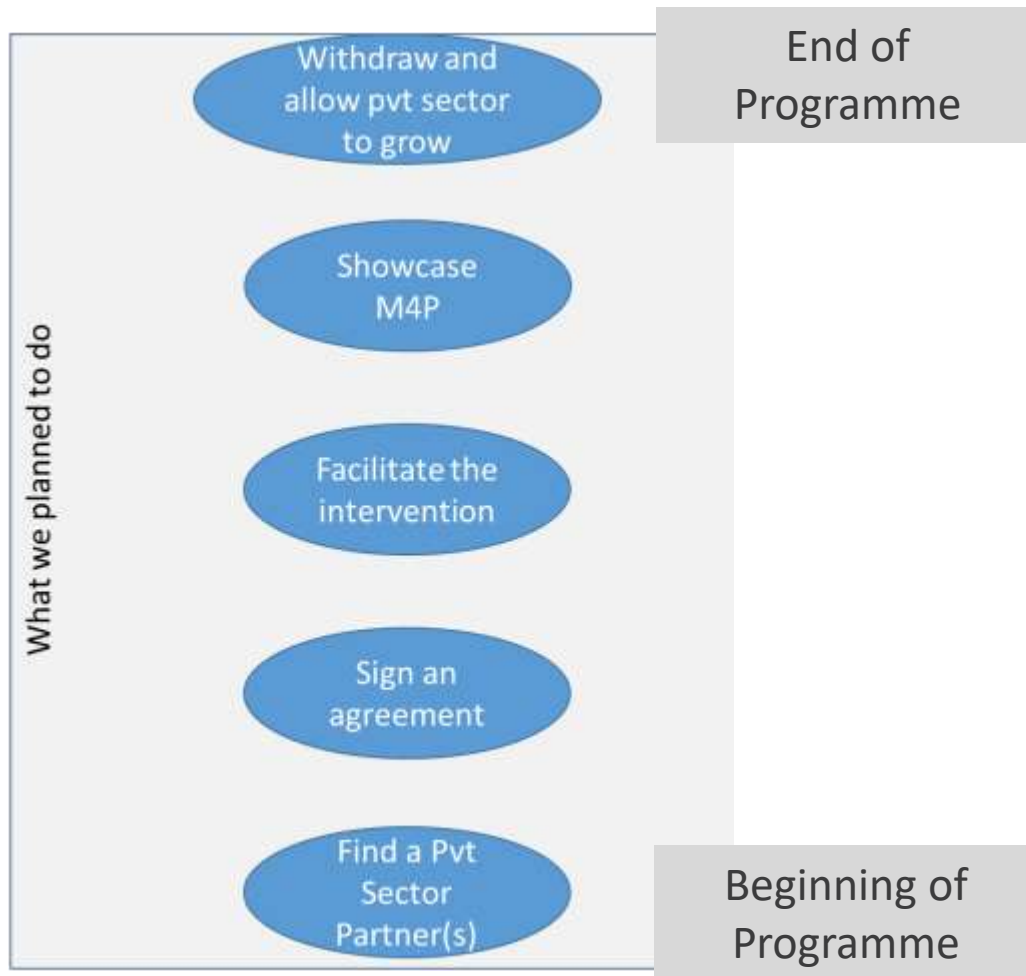 Withdraw and
allow pvt sector
to grow
End of
Programme
Showcase
M4P
What we planned to do
Facilitate the
intervention
Sign an
agreement
Find a Pvt
Sector
Partner(s)
Beginning of
Programme